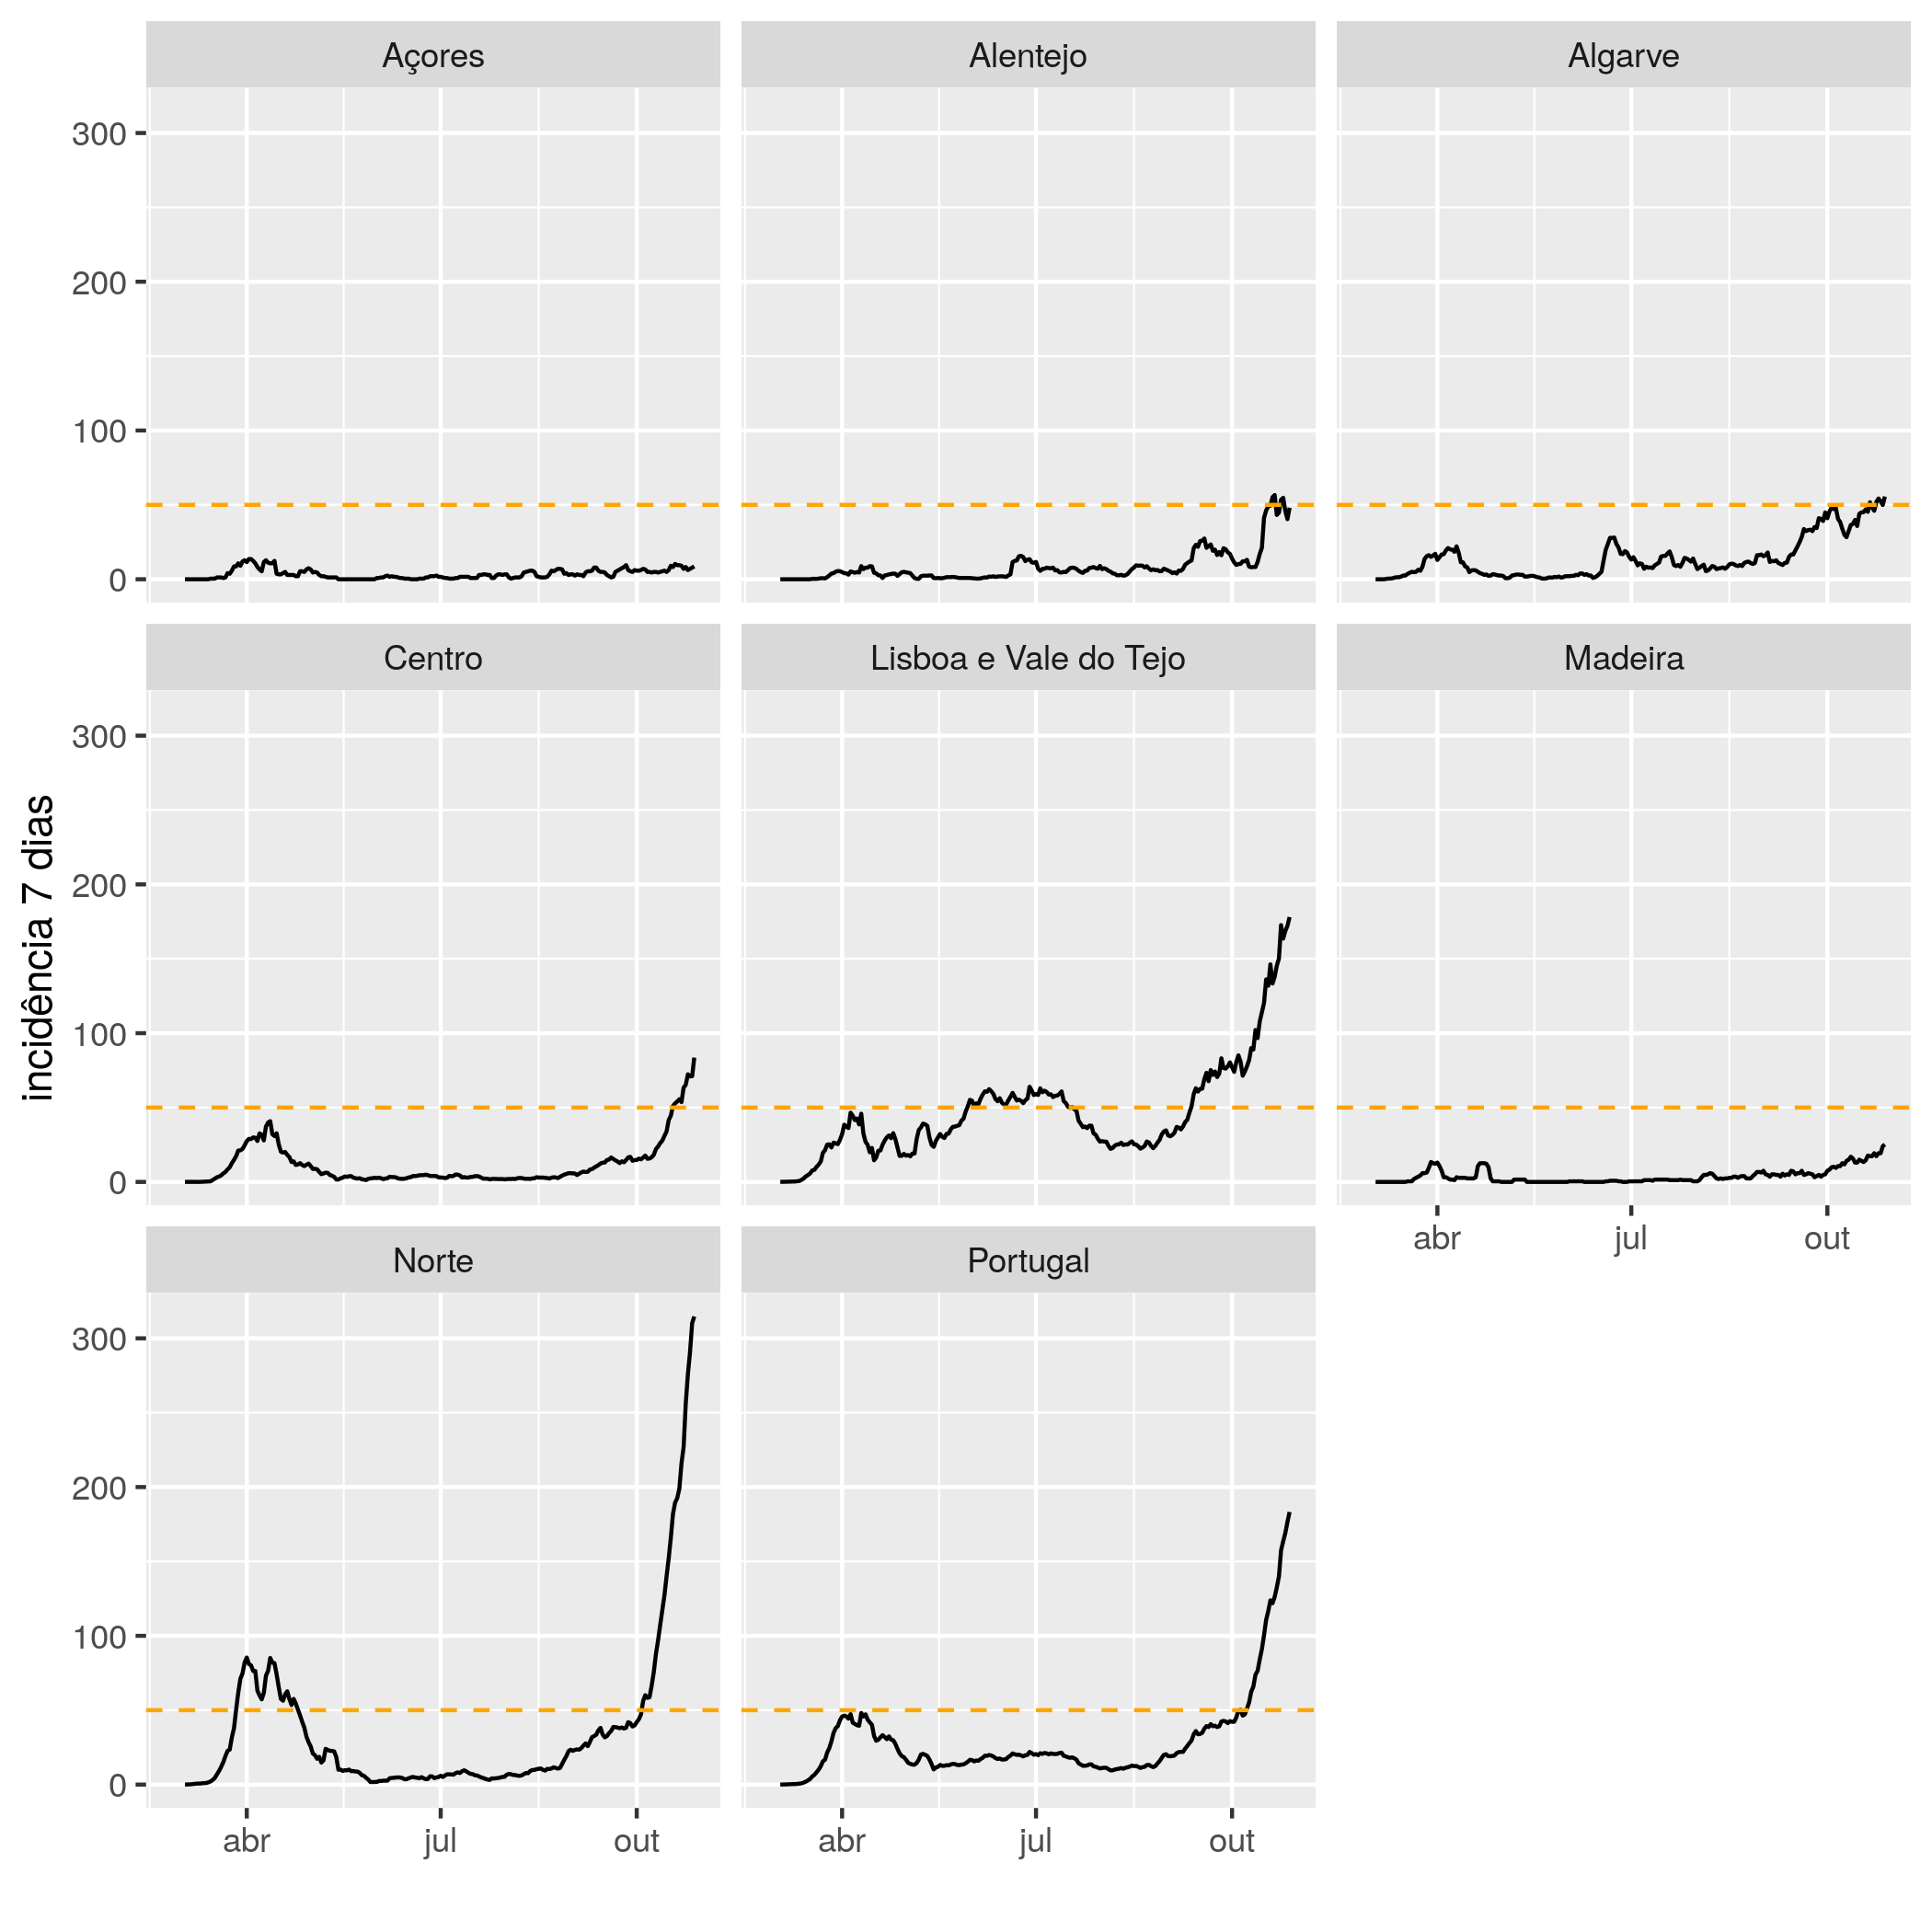 Açores
Alentejo
Algarve
300
200
100
0
Centro
Lisboa e Vale do Tejo
Madeira
300
200
100
0
abr
jul
out
Norte
Portugal
300
200
100
0
abr
jul
out
abr
jul
out
incidência 7 dias